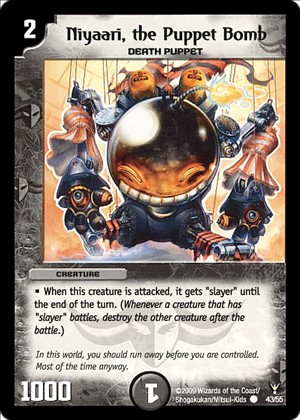 2
Niyaari, the Puppet Bomb
DEATH PUPPET
CREATURE
▪ When this creature is attacked, it gets "slayer" until
the end of the turn. (Whenever a creature that has
"slayer" battles, destroy the other creature after the
battle.)
In this world, you should run away before you are controlled.
Most of the time anyway.
1000
1
©2009 Wizards of the Coast/
Shogakukan/Mitsui-Kids
43/55